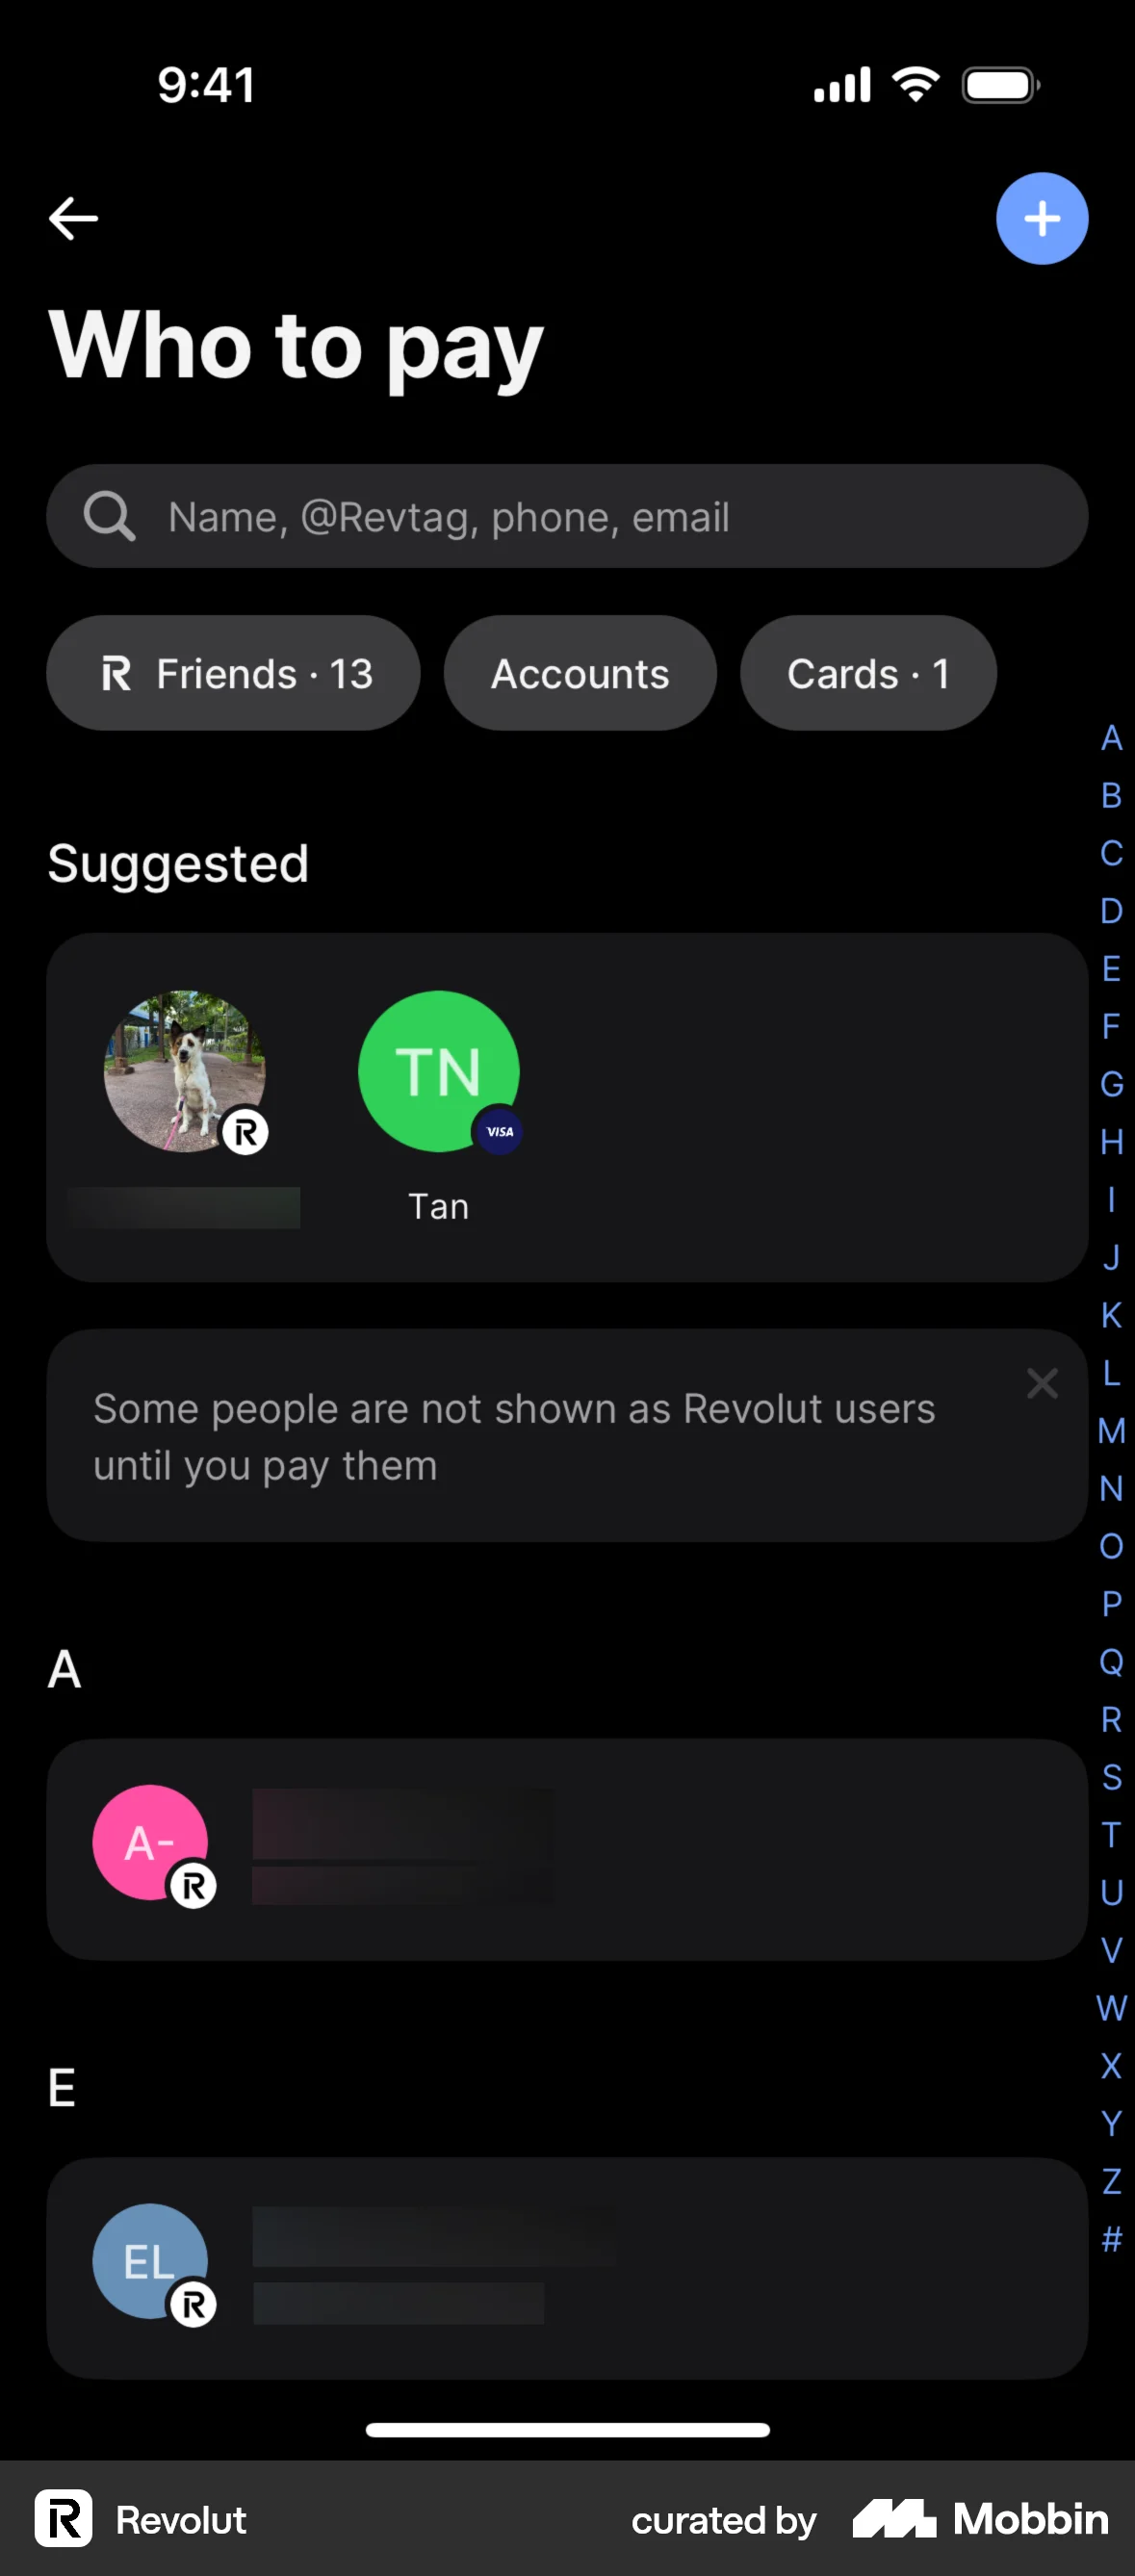 9:41
Who to pay
Name, @Revtag, phone, email
Friends · 13
Accounts
Cards · 1
Suggested
TN
VISA
Tan
Some people are not shown as Revolut users
until you pay them
A
A-
E
EL
A
B
C
D
E
F
G
H
I
J
K
L
M
N
O
P
Q
R
S
T
U
V
W
X
Y
Z
#
Revolut
curated by Mobbin